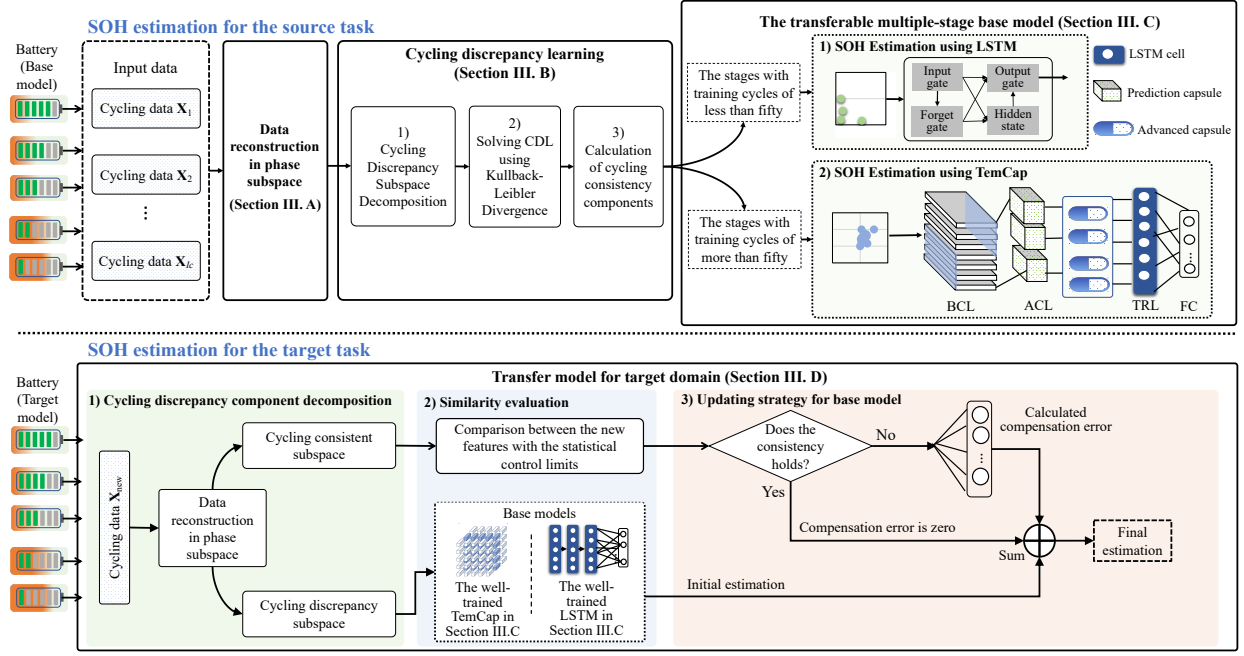 SOH estimation for the source task
Battery
(Base
model)
Input data
Cycling data X1
Cycling data X2
⋮
Cycling data XIc
Data
reconstruction
in phase
subspace
(Section III. A)
Cycling discrepancy learning
(Section III. B)
1)
Cycling
Discrepancy
Subspace
Decomposition
2)
Solving CDL
using
Kullback-
Leibler
Divergence
3)
Calculation
of cycling
consistency
components
The transferable multiple-stage base model (Section III. C)
The stages with
training cycles of
less than fifty
The stages with
training cycles of
more than fifty
1) SOH Estimation using LSTM
Input
gate
Output
gate
Forget
gate
Hidden
state
LSTM cell
Prediction capsule
Advanced capsule
2) SOH Estimation using TemCap
...
BCL
ACL
TRL
FC
SOH estimation for the target task
Battery
(Target
model)
Transfer model for target domain (Section III. D)
1) Cycling discrepancy component decomposition
Cycling data Xnew
Data
reconstruction
in phase
subspace
Cycling consistent
subspace
Cycling discrepancy
subspace
2) Similarity evaluation
Comparison between the new
features with the statistical
control limits
Base models
The well-
trained
TemCap in
Section III.C
The well-
trained
LSTM in
Section III.C
3) Updating strategy for base model
Does the
consistency
holds?
No
Yes
...
Calculated
compensation error
Compensation error is zero
Sum
Initial estimation
Final
estimation